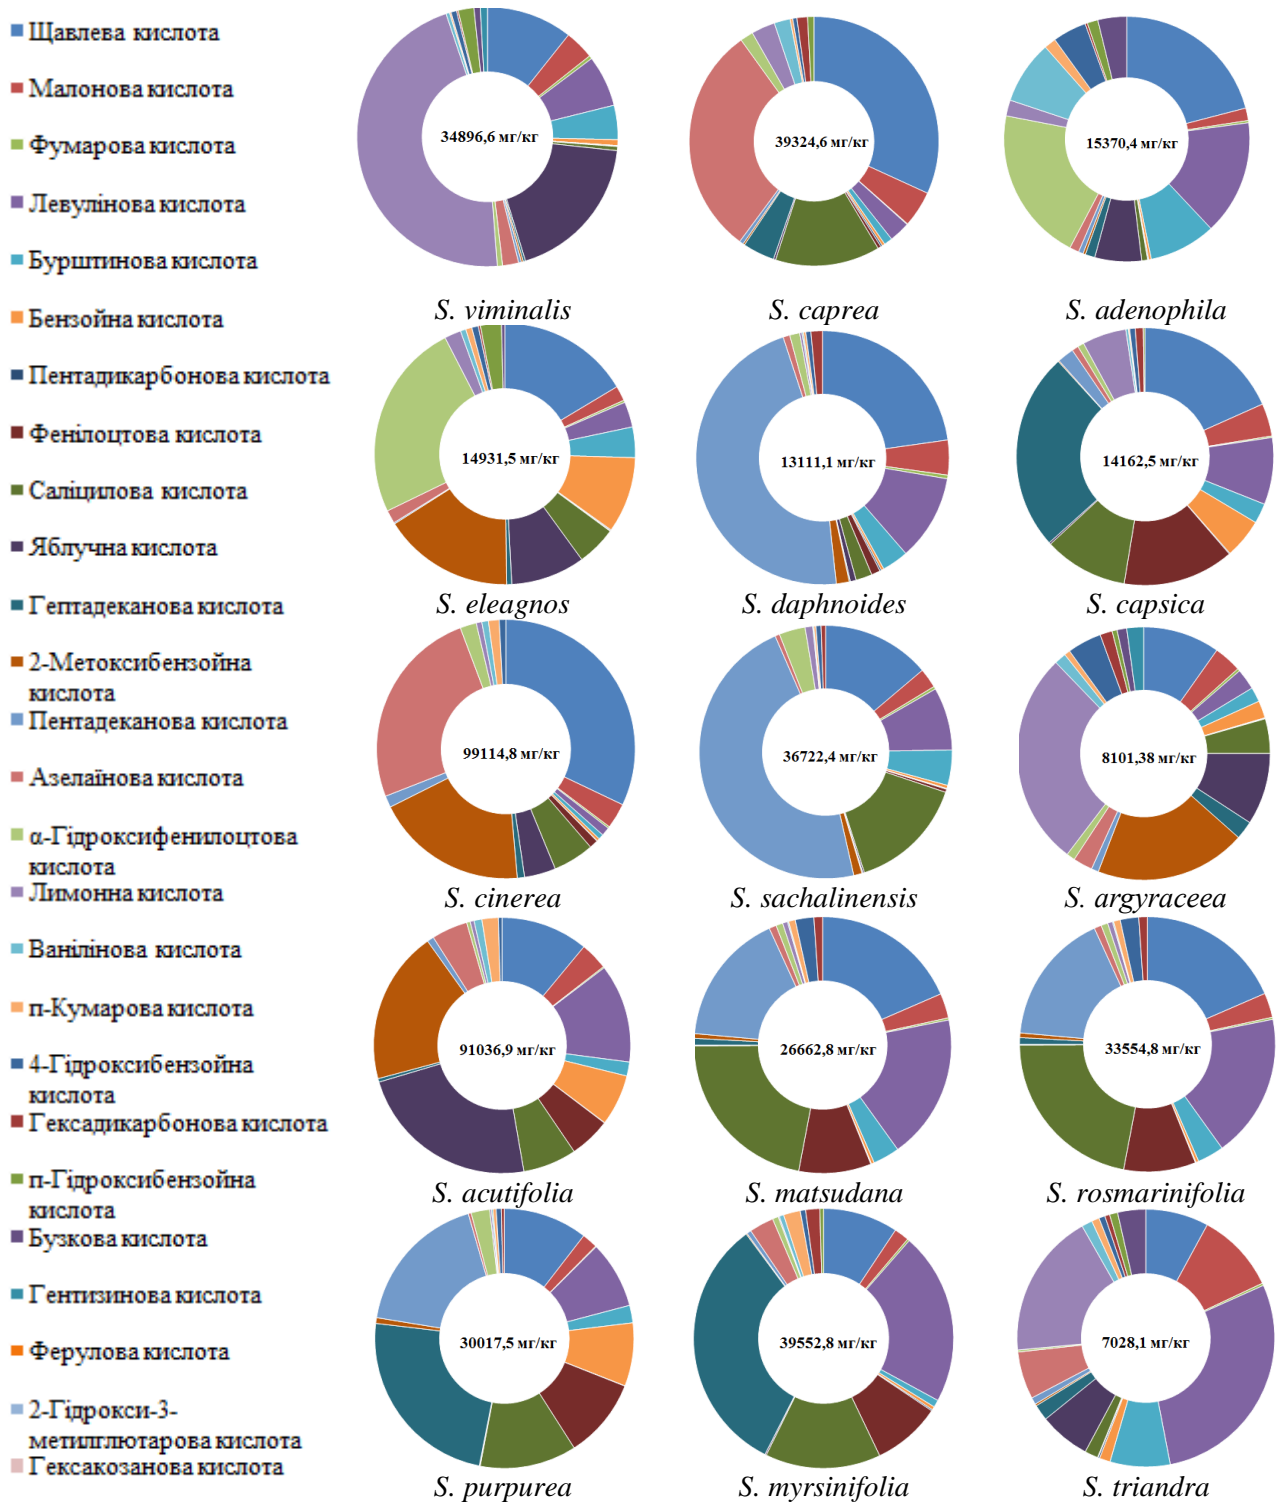 Щавлева кислота
Малонова кислота
Фумарова кислота
Левулінова кислота
Бурштинова кислота
Бензойна кислота
Пентадикарбонова кислота
Фенілоцтова кислота
Саліцилова кислота
Яблучна кислота
Гептадеканова кислота
2-Метоксибензойна
кислота
Пентадеканова кислота
Азелаїнова кислота
α-Гідроксифенилоцтова
кислота
Лимонна кислота
Ванілінова кислота
п-Кумарова кислота
4-Гідроксибензойна
кислота
Гексадикарбонова кислота
п-Гідроксибензойна
кислота
Бузкова кислота
Гентизинова кислота
Ферулова кислота
2-Гідрокси-3-
метилглютарова кислота
Гексакозанова кислота
34896,6 мг/кг
39324,6 мг/кг
15370,4 мг/кг
S. viminalis
S. caprea
S. adenophila
14931,5 мг/кг
13111,1 мг/кг
14162,5 мг/кг
S. eleagnos
S. daphnoides
S. capsica
99114,8 мг/кг
36722,4 мг/кг
8101,38 мг/кг
S. cinerea
S. sachalinensis
S. argyraceea
91036,9 мг/кг
26662,8 мг/кг
33554,8 мг/кг
S. acutifolia
S. matsudana
S. rosmarinifolia
30017,5 мг/кг
39552,8 мг/кг
7028,1 мг/кг
S. purpurea
S. myrsinifolia
S. triandra